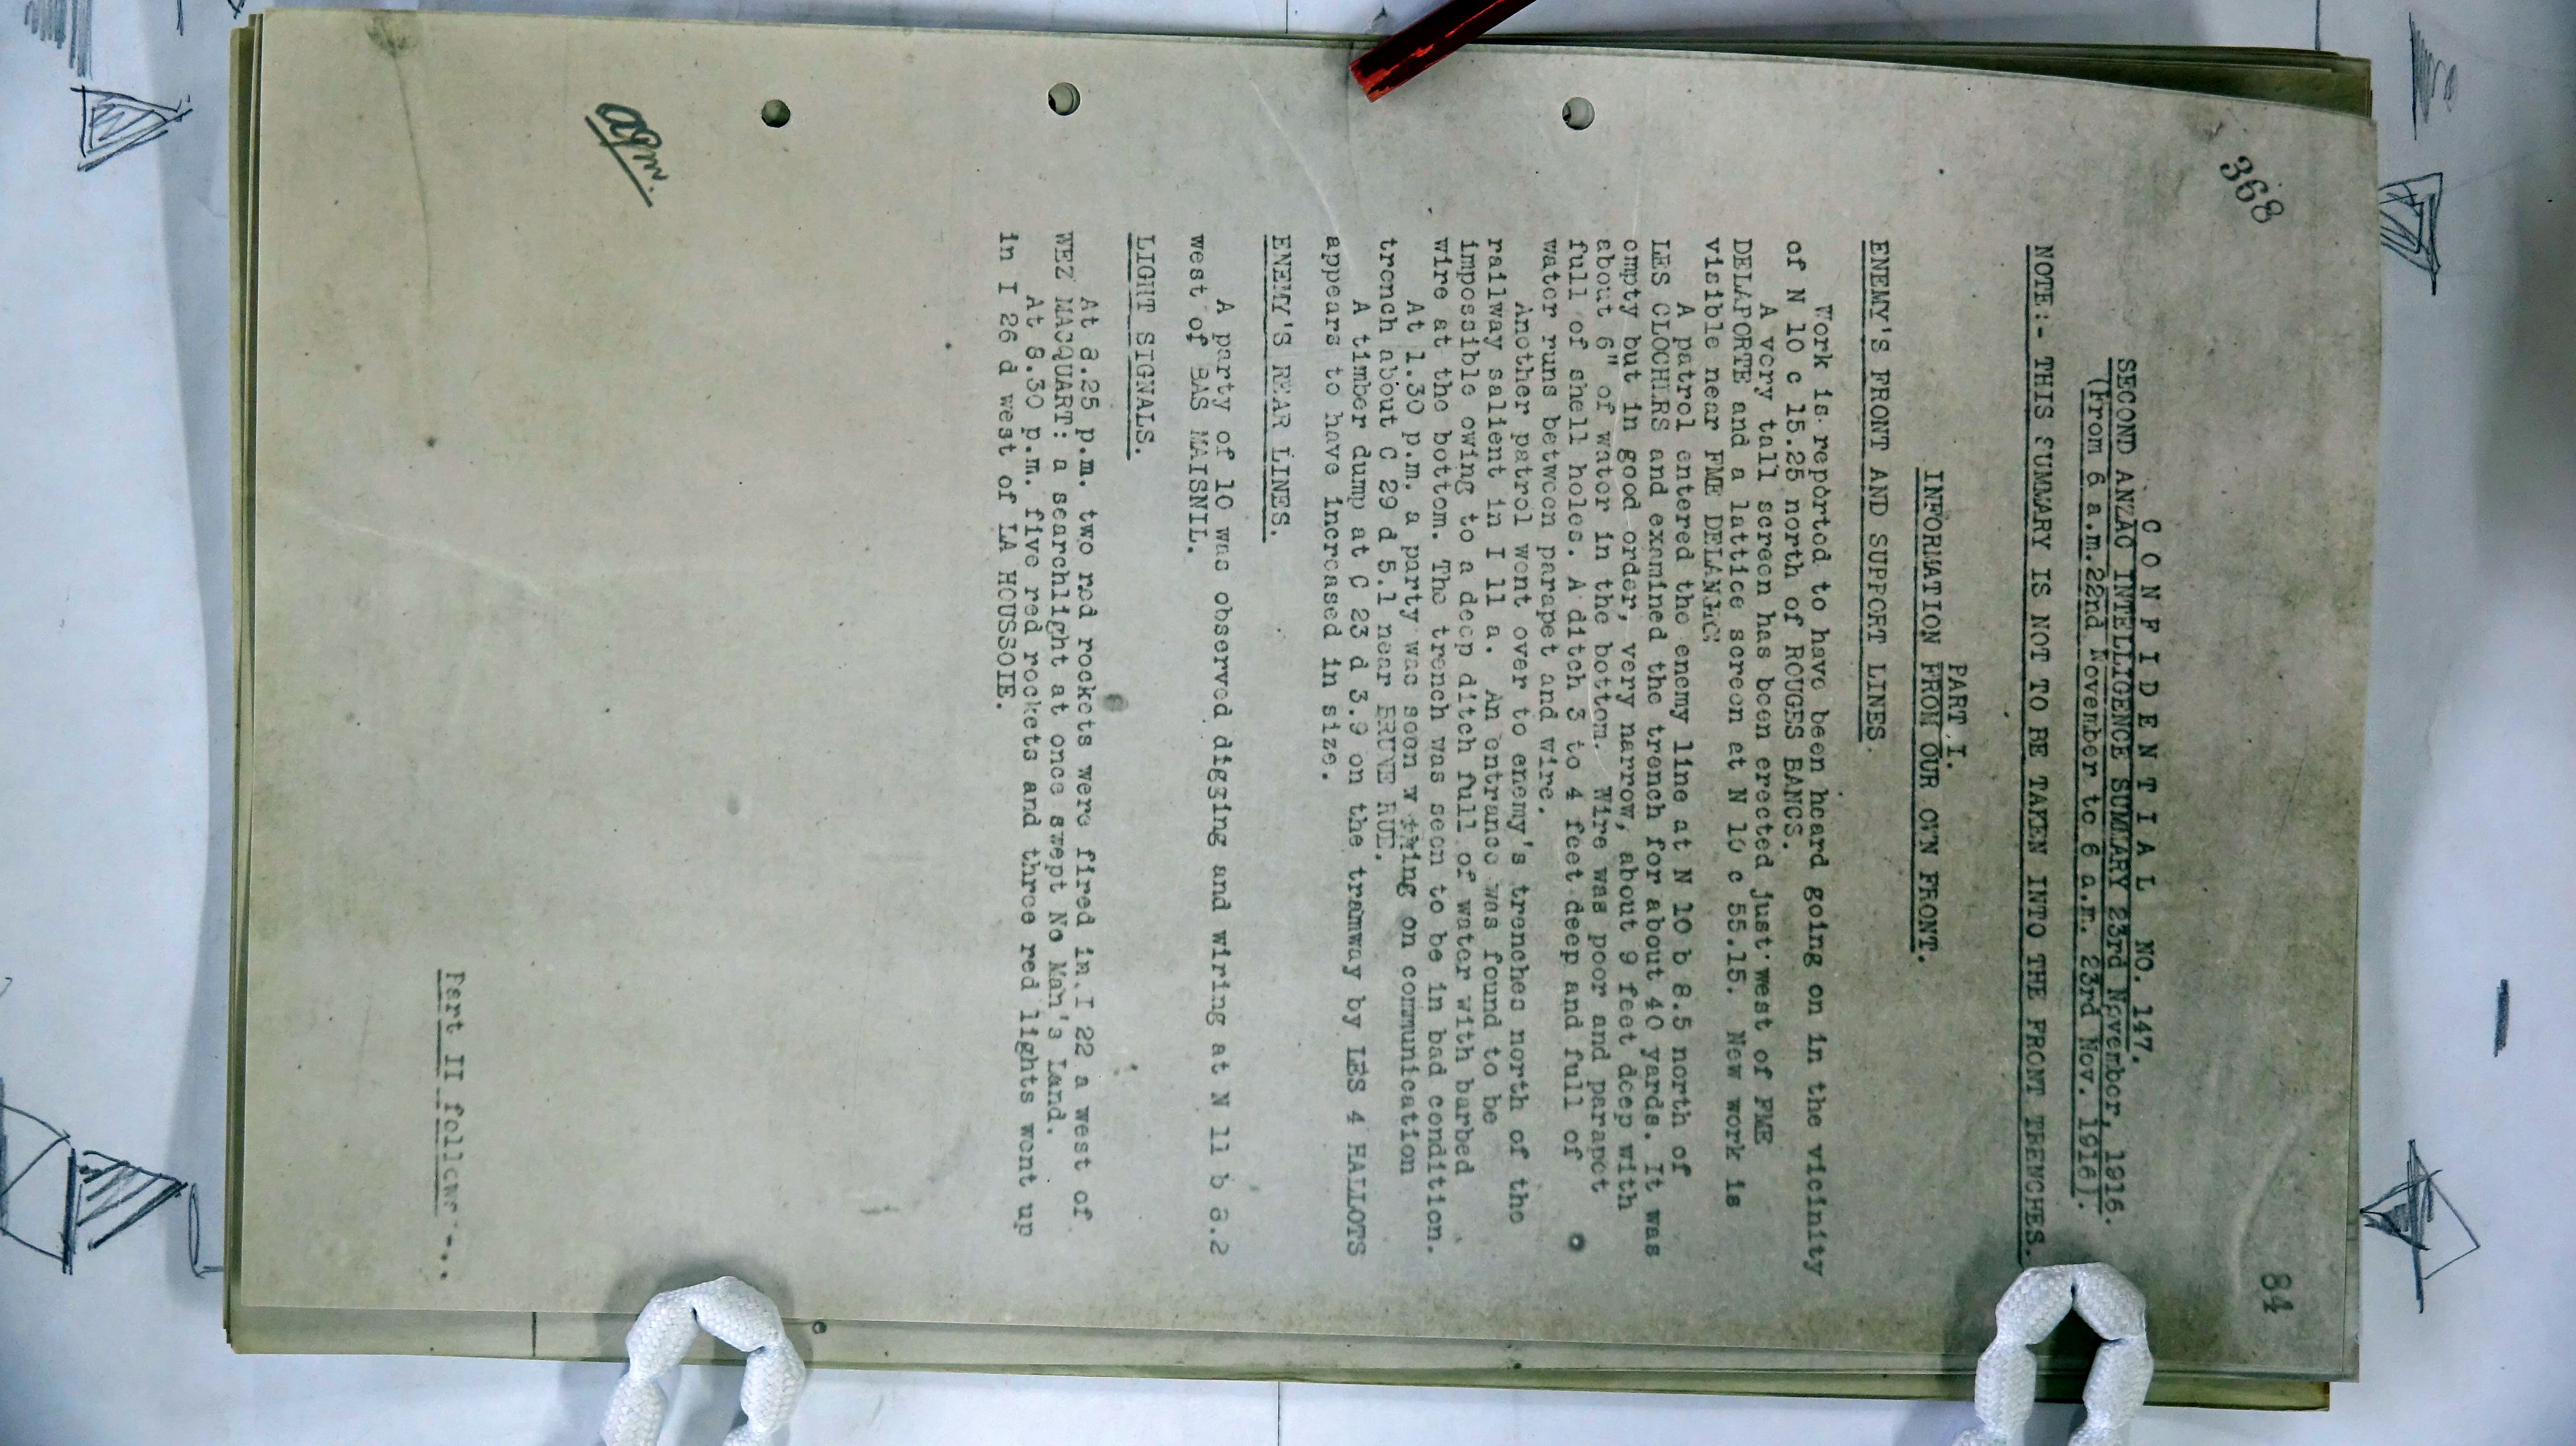 368
84
C O N F I D E N T I A L   NO. 147.
SECOND ANZAC INTELLIGENCE SUMMARY 23rd November, 1916.
(From 6 a.m. 22nd November to 6 a.m. 23rd Nov. 1916).
NOTE:- THIS SUMMARY IS NOT TO BE TAKEN INTO THE FRONT TRENCHES.
PART I.
INFORMATION FROM OUR OWN FRONT.
ENEMY'S FRONT AND SUPPORT LINES.
Work is reported to have been heard going on in the vicinity
of N 10 c 15.25 north of ROUGES BANCS.
A very tall screen has been erected just west of FME
DELAPORTE and a lattice screen at N 10 c 55.15. New work is
visible near FME
A patrol entered the enemy line at N 10 b 8.5 north of
LES CLOCHERS and examined the trench for about 40 yards. It was
empty but in good order, very narrow, about 9 feet deep with
about 6" of water in the bottom. Wire was poor and parapet
full of shell holes. A ditch 3 to 4 feet deep and full of
water runs between parapet and wire.
Another patrol went over to enemy's trenches north of the
railway salient in I 11 a. An entrance was found to be
impossible owing to a deep ditch full of water with barbed
wire at the bottom. The trench was seen to be in bad condition.
At 1.30 p.m. a party was seen on communication
trench about C 29 d 5.1 near BRUNE RUE.
A timber dump at C 23 d 3.9 on the tramway by LES 4 HALLOTS
appears to have increased in size.
ENEMY'S REAR LINES.
A party of 10 was observed digging and wiring at N 11 b 8.2
west of BAS MAISNIL.
LIGHT SIGNALS.
At 8.25 p.m. two red rockets were fired in I 22 a west of
WEZ MACQUART: a searchlight at once swept No Man's Land.
At 8.30 p.m. five red rockets and three red lights went up
in I 26 d west of LA HOUSSOIE.
Part II follows -..